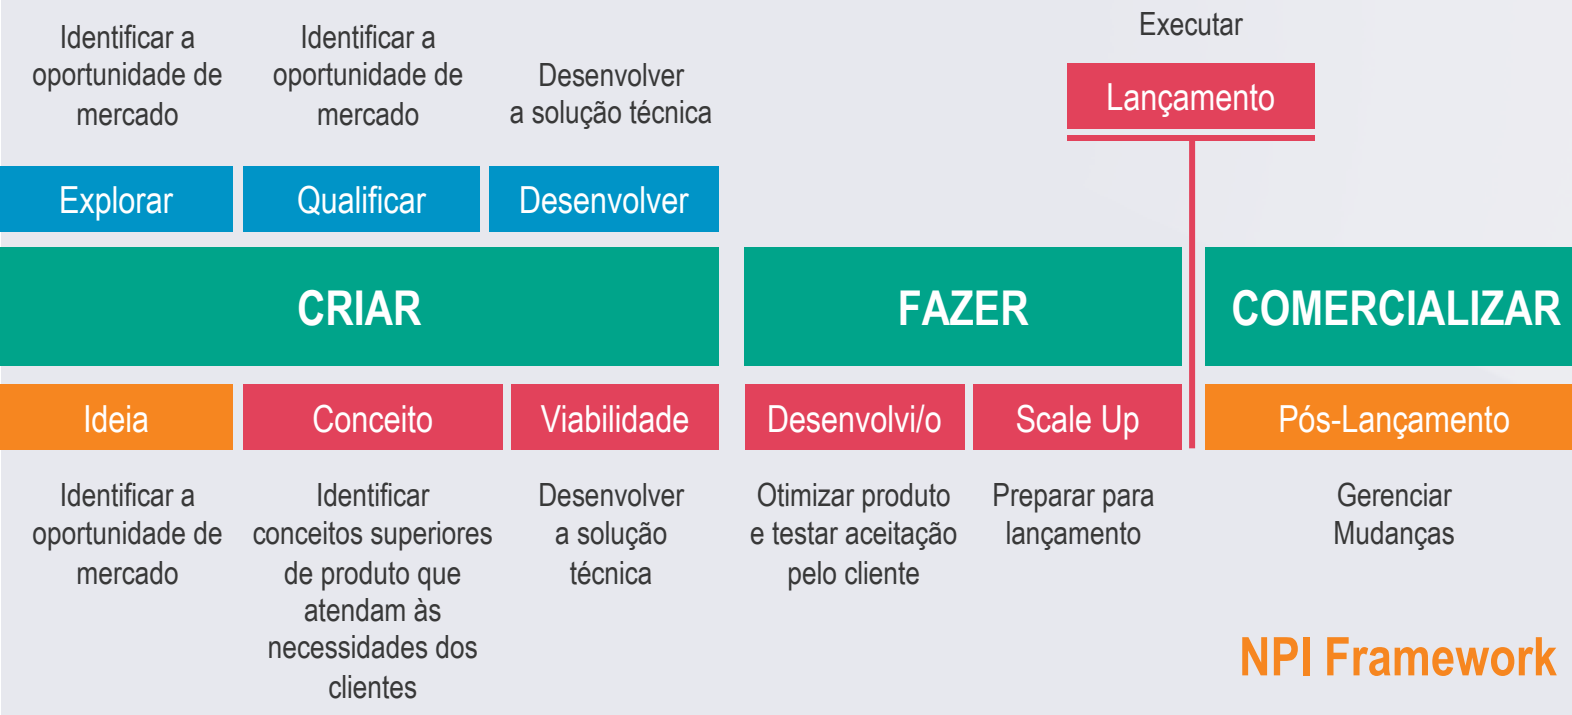 Identificar a
oportunidade de
mercado
Identificar a
oportunidade de
mercado
Desenvolver
a solução técnica
Executar
Lançamento
Explorar
Qualificar
Desenvolver
CRIAR
FAZER
COMERCIALIZAR
Ideia
Conceito
Viabilidade
Desenvolvi/o
Scale Up
Pós-Lançamento
Identificar a
oportunidade de
mercado
Identificar
conceitos superiores
de produto que
atendam às
necessidades dos
clientes
Desenvolver
a solução
técnica
Otimizar produto
e testar aceitação
pelo cliente
Preparar para
lançamento
Gerenciar
Mudanças
NPI Framework